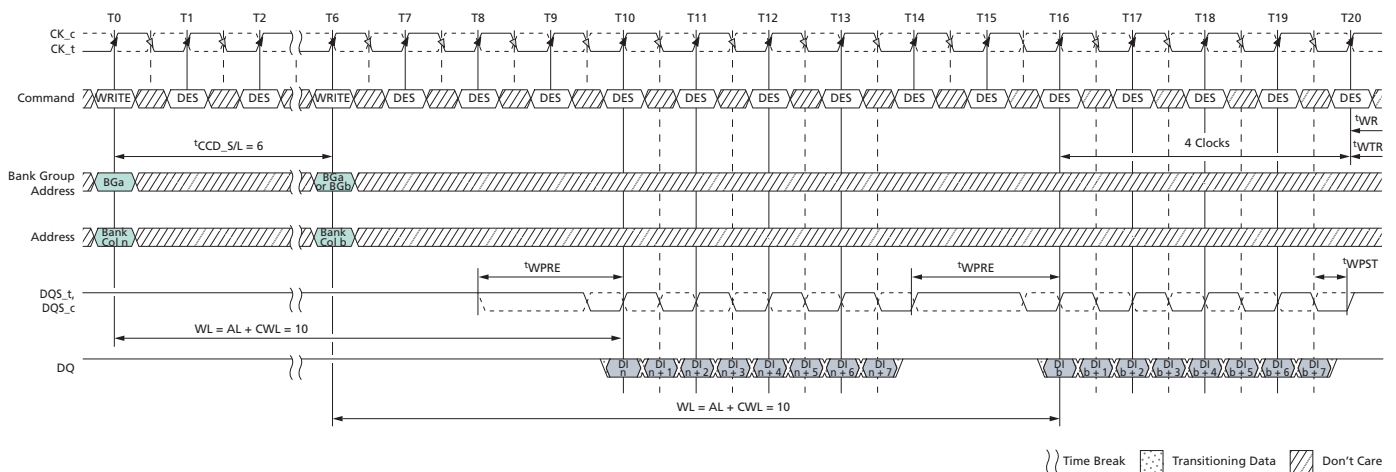 T0 T1 T2 T6 T7 T8 T9 T10 T11 T12 T13 T14 T15 T16 T17 T18 T19 T20
CK_c
CK_t
Command WRITE DES DES WRITE DES DES DES DES DES DES DES DES DES DES DES DES DES DES
tWR
tCCD_S/L = 6
4 Clocks
tWTR
Bank Group
Address
BGa
BGa
or BGb
Address
Bank
Col n
Bank
Col b
tWPRE
tWPRE
tWPST
DQS_t,
DQS_c
WL = AL + CWL = 10
DQ
DI
n
DI
n + 1
DI
n + 2
DI
n + 3
DI
n + 4
DI
n + 5
DI
n + 6
DI
n + 7
DI
b
DI
b + 1
DI
b + 2
DI
b + 3
DI
b + 4
DI
b + 5
DI
b + 6
DI
b + 7
WL = AL + CWL = 10
Time Break
Transitioning Data
Don't Care